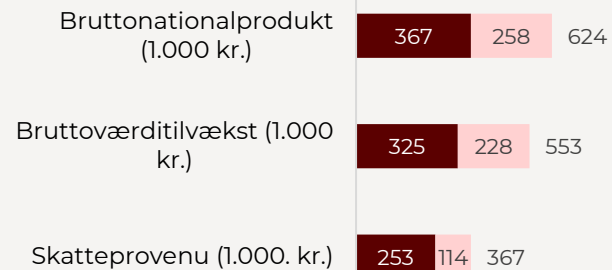 Bruttonationalprodukt
(1.000 kr.)
367 258 624
Bruttoværditilvækst (1.000
kr.)
325 228 553
Skatteprovenu (1.000. kr.)
253 114 367